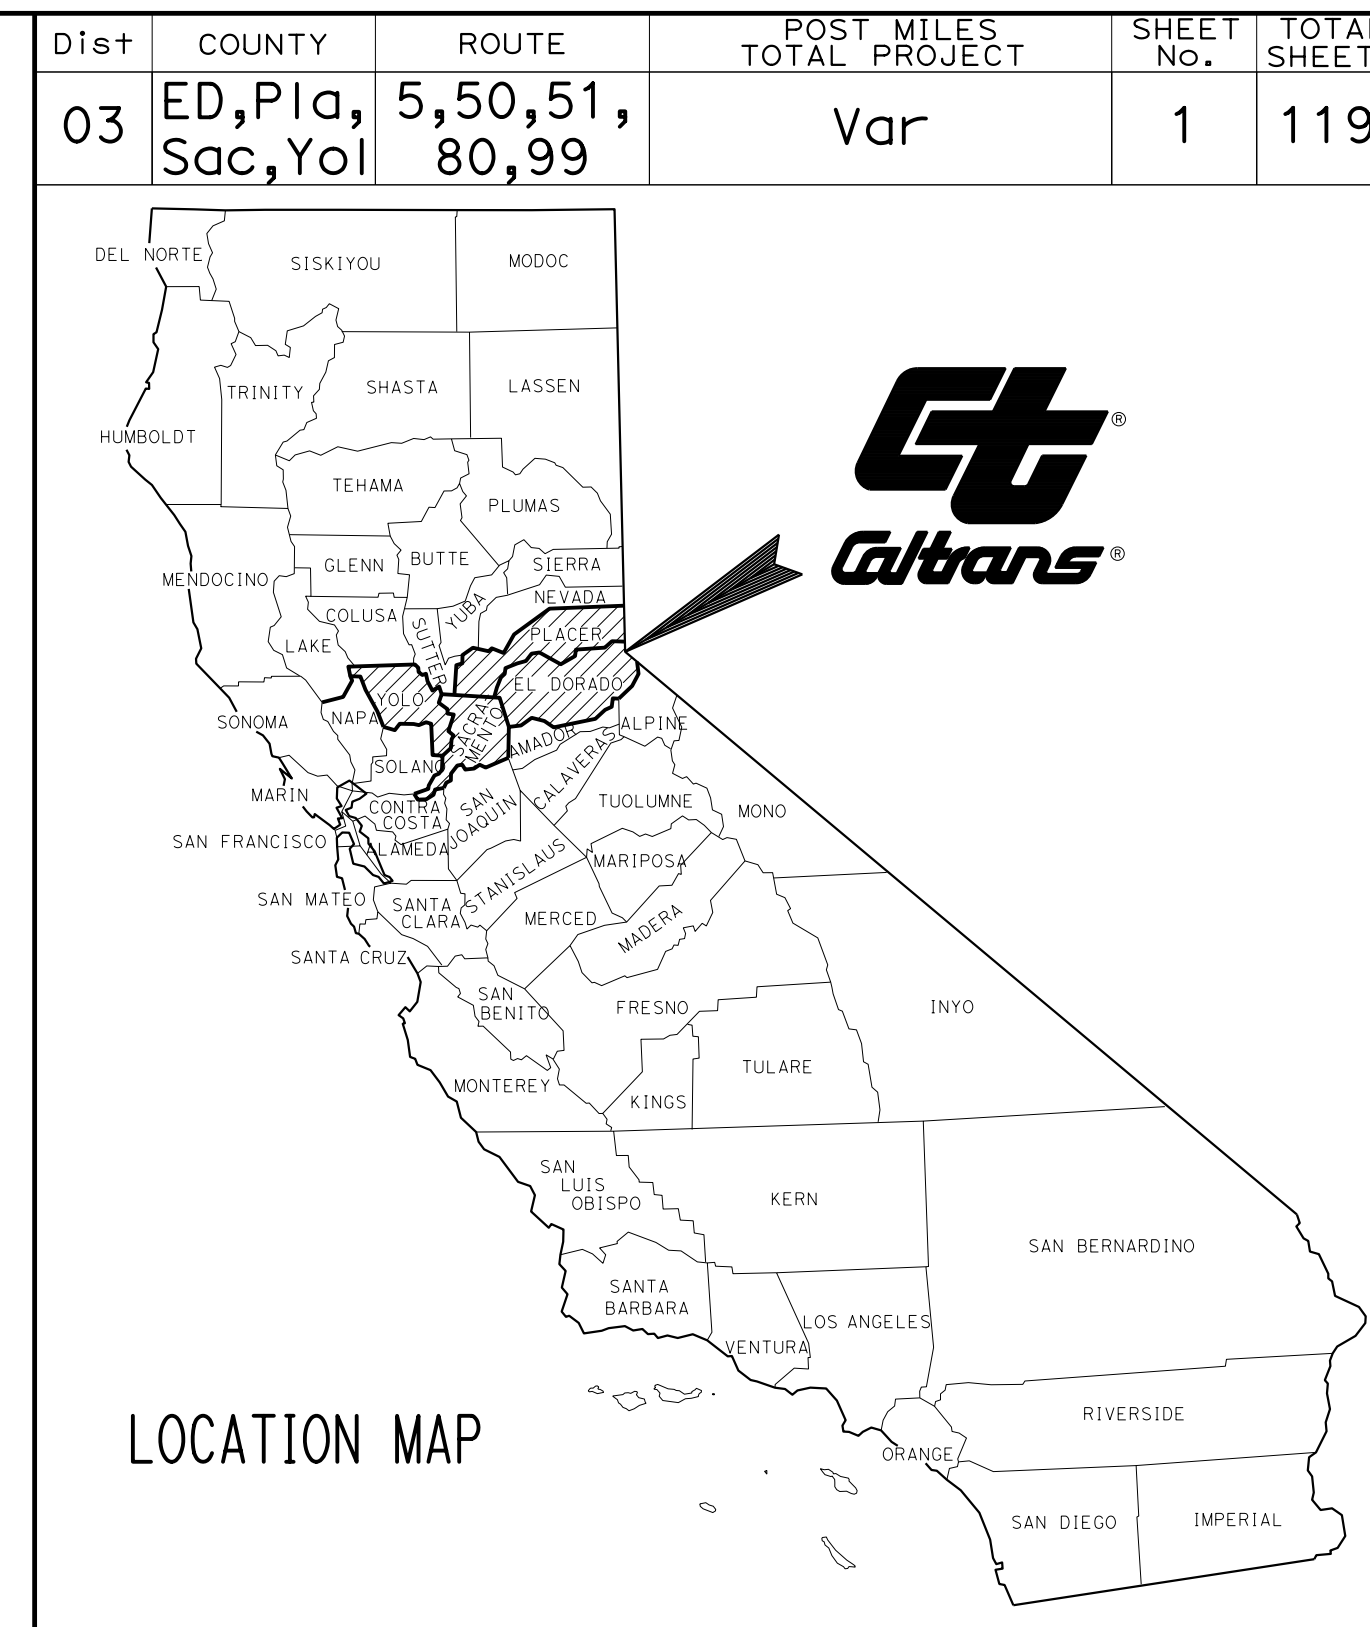 Dist COUNTY ROUTE POST MILES TOTAL PROJECT SHEET No. TOTAL SHEET
03 ED,Pla, Sac,Yol 5,50,51, 80,99 Var 1 119
DEL NORTE
SISKIYOU
MODOC
TRINITY
SHASTA
LASSEN
HUMBOLDT
TEHAMA
PLUMAS
Ct ®
Caltrans ®
GLENN
BUTTE
SIERRA
MENDOCINO
NEVADA
COLUSA
YUBA
SUTTER
LAKE
PLACER
EL DORADO
YOLO
SONOMA
NAPA
SACRA-
MENTO
AMADOR
ALPINE
SOLANO
CALAVERAS
MARIN
CONTRA
COSTA
SAN
JOAQUIN
TUOLUMNE
MONO
SAN FRANCISCO
ALAMEDA
STANISLAUS
MARIPOSA
SAN MATEO
SANTA
CLARA
MERCED
MADERA
SANTA CRUZ
SAN
BENITO
FRESNO
INYO
MONTEREY
KINGS
TULARE
SAN
LUIS
OBISPO
KERN
SAN BERNARDINO
SANTA
BARBARA
VENTURA
LOS ANGELES
RIVERSIDE
ORANGE
LOCATION MAP
SAN DIEGO
IMPERIAL